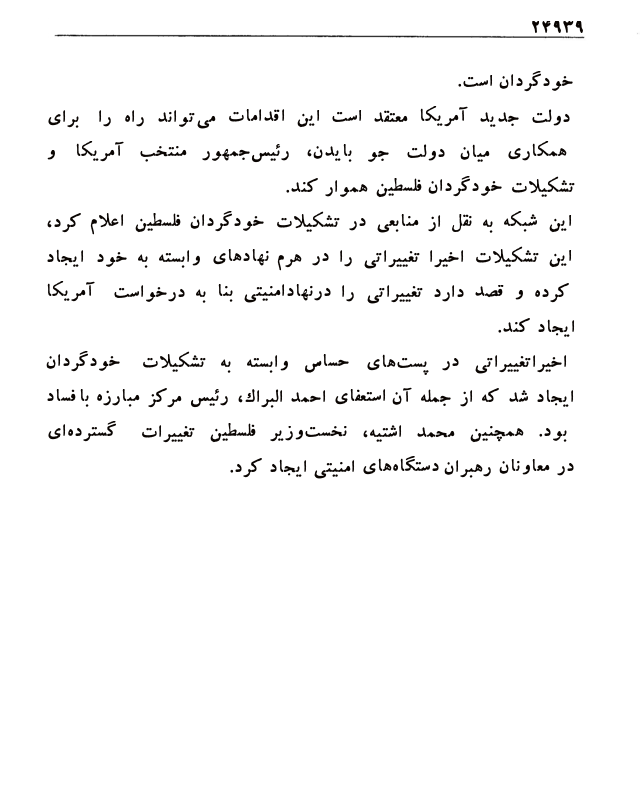 ۲۴۹۳۹
خودگردان است.
دولت جدید آمریکا معتقد است این اقدامات می‌تواند راه را برای
همکاری میان دولت جو بایدن، رئیس‌جمهور منتخب آمریکا و
تشکیلات خودگردان فلسطین هموار کند.
این شبکه به نقل از منابعی در تشکیلات خودگردان فلسطین اعلام کرد،
این تشکیلات اخیرا تغییراتی را در هرم نهادهای وابسته به خود ایجاد
کرده و قصد دارد تغییراتی را درنهادامنیتی بنا به درخواست آمریکا
ایجاد کند.
اخیراتغییراتی در پست‌های حساس وابسته به تشکیلات خودگردان
ایجاد شد که از جمله آن استعفای احمد البراك، رئیس مرکز مبارزه بافساد
بود. همچنین محمد اشتیه، نخست‌وزیر فلسطین تغییرات گسترده‌ای
در معاونان رهبران دستگاه‌های امنیتی ایجاد کرد.